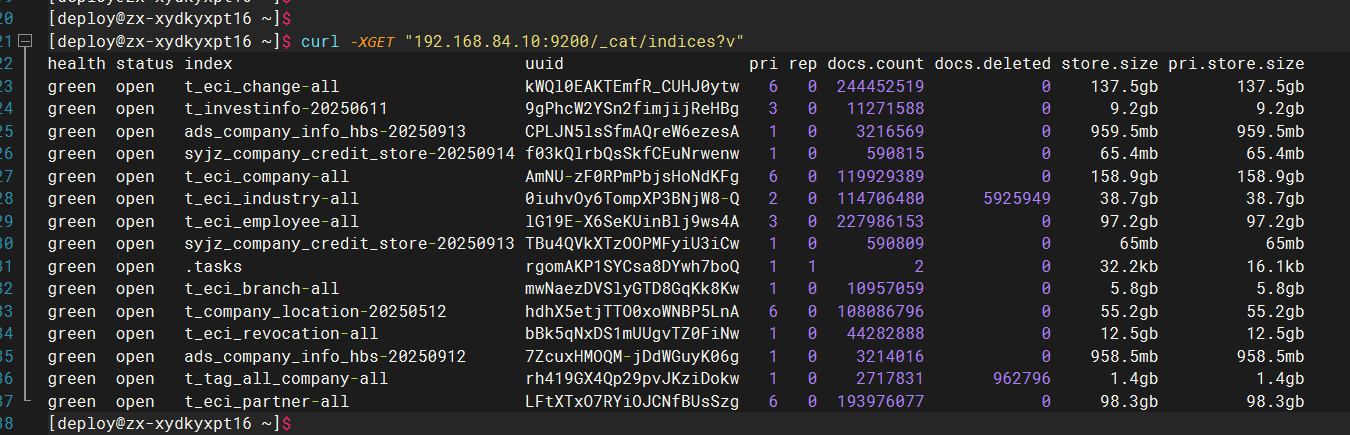 20 [deploy@zx-xydkyxpt16 ~]$
21 [deploy@zx-xydkyxpt16 ~]$ curl -XGET "192.168.84.10:9200/_cat/indices?v"
22 health status index uuid pri rep docs.count docs.deleted store.size pri.store.size
23 green open t_eci_change-all kWQl0EAKTEmfR_CUHJ0ytw 6 0 244452519 0 137.5gb 137.5gb
24 green open t_investinfo-20250611 9gPhcW2YSn2fimjijReHBg 3 0 11271588 0 9.2gb 9.2gb
25 green open ads_company_info_hbs-20250913 CPLJN5lsSfmAQreW6ezesA 1 0 3216569 0 959.5mb 959.5mb
26 green open syjz_company_credit_store-20250914 f03kQlrbQsSkfCEuNrwenw 1 0 590815 0 65.4mb 65.4mb
27 green open t_eci_company-all AmNU-zF0RPmPbjsHoNdKFg 6 0 119929389 0 158.9gb 158.9gb
28 green open t_eci_industry-all 0iuhvOy6TompXP3BNjW8-Q 2 0 114706480 5925949 38.7gb 38.7gb
29 green open t_eci_employee-all lG19E-X6SeKUinBlj9ws4A 3 0 227986153 0 97.2gb 97.2gb
30 green open syjz_company_credit_store-20250913 TBu4QVkXTzOOPMFyiU3iCw 1 0 590809 0 65mb 65mb
31 green open .tasks rgomAKP1SYCsa8DYwh7boQ 1 1 2 0 32.2kb 16.1kb
32 green open t_eci_branch-all mwNaezDVSlyGTD8GqKk8Kw 1 0 10957059 0 5.8gb 5.8gb
33 green open t_company_location-20250512 hdhX5etjTTO0xoWNBP5LnA 6 0 108086796 0 55.2gb 55.2gb
34 green open t_eci_revocation-all bBk5qNxDS1mUUgvTZ0FiNw 1 0 44282888 0 12.5gb 12.5gb
35 green open ads_company_info_hbs-20250912 7ZcuxHMOQM-jDdWGuyK06g 1 0 3214016 0 958.5mb 958.5mb
36 green open t_tag_all_company-all rh419GX4Qp29pvJKziDokw 1 0 2717831 962796 1.4gb 1.4gb
37 green open t_eci_partner-all LFtXTxO7RYiOJCNfBUsSzg 6 0 193976077 0 98.3gb 98.3gb
38 [deploy@zx-xydkyxpt16 ~]$